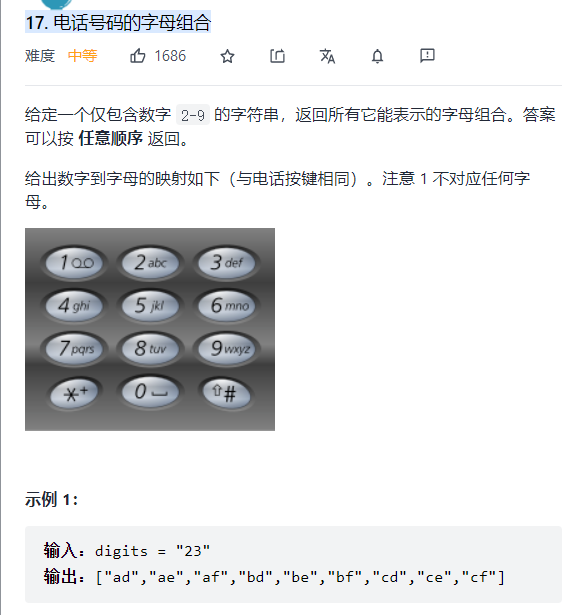 17. 电话号码的字母组合
难度 中等 1686
给定一个仅包含数字 2-9 的字符串，返回所有它能表示的字母组合。答案
可以按 任意顺序 返回。
给出数字到字母的映射如下（与电话按键相同）。注意 1 不对应任何字
母。
1 2 abc 3 def
4 ghi 5 jkl 6 mno
7 pqrs 8 tuv 9 wxyz
* + 0 #
示例 1：
输入：digits = "23"
输出：["ad","ae","af","bd","be","bf","cd","ce","cf"]